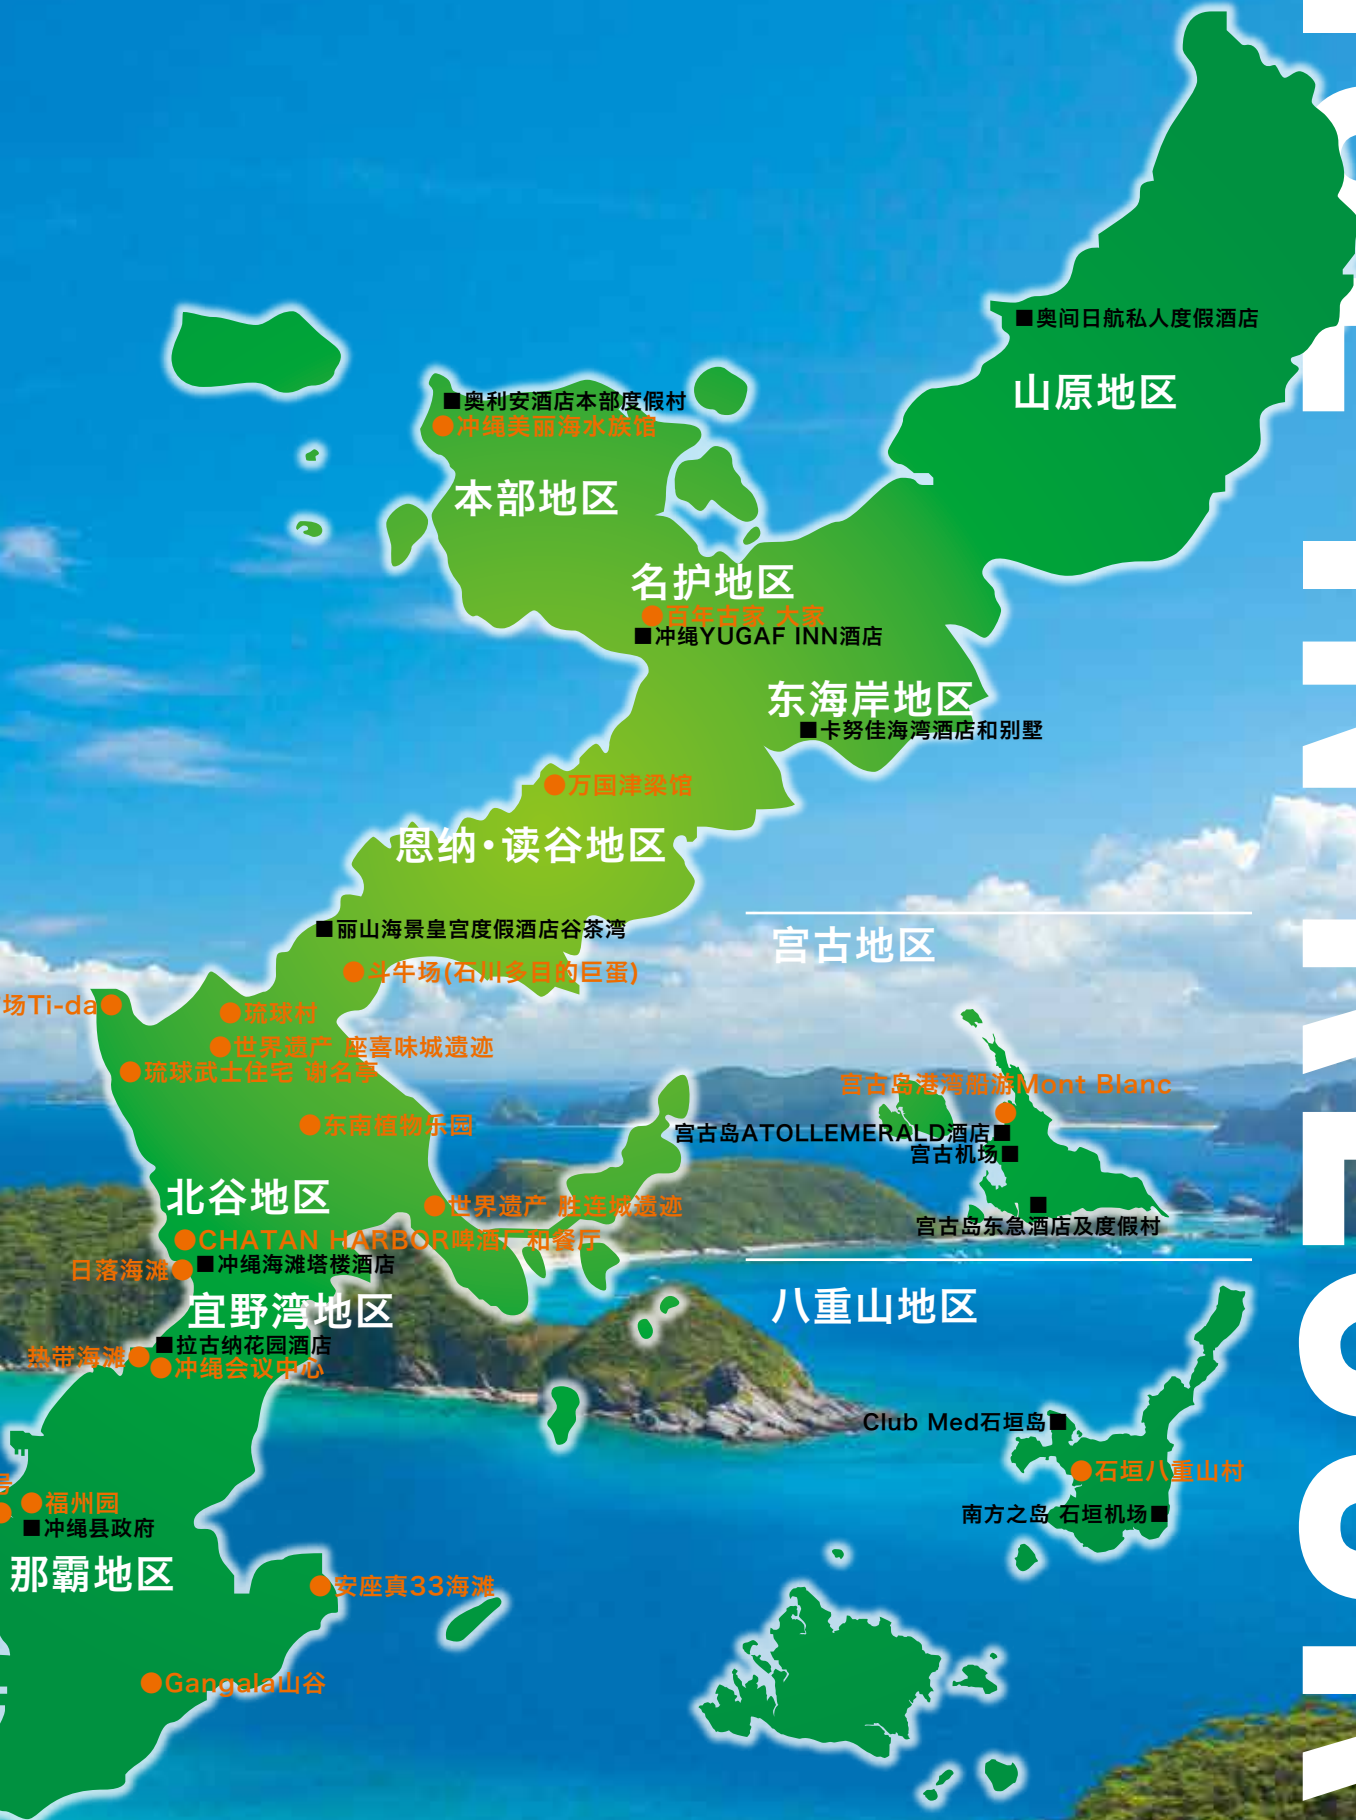 ■奥间日航私人度假酒店
山原地区
■奥利安酒店本部度假村
●冲绳美丽海水族馆
本部地区
名护地区
●百年古家 大家
■冲绳YUGAF INN酒店
东海岸地区
■卡努佳海湾酒店和别墅
●万国津梁馆
恩纳・读谷地区
■丽山海景皇宫度假酒店谷茶湾
●斗牛场(石川多目的巨蛋)
场Ti-da●
●琉球村
●世界遗产 座喜味城遗迹
●琉球武士住宅 谢名亭
●东南植物乐园
北谷地区
●世界遗产 胜连城遗迹
●CHATAN HARBOR啤酒厂和餐厅
■冲绳海滩塔楼酒店
日落海滩●
宜野湾地区
■拉古纳花园酒店
热带海滩●
●冲绳会议中心
号
●福州园
■冲绳县政府
那霸地区
●安座真33海滩
●Gangala山谷
宫古地区
宫古岛港湾船游Mont Blanc
宫古岛ATOLLEMERALD酒店■
宫古机场■
宫古岛东急酒店及度假村
八重山地区
Club Med石垣岛■
●石垣八重山村
南方之岛 石垣机场■